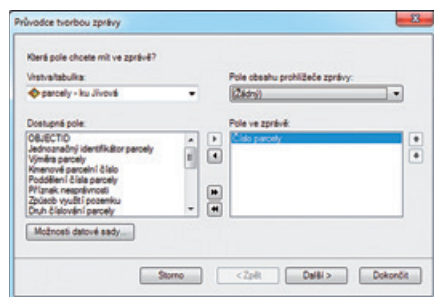 Průvodce tvorbou zprávy
Která pole chcete mít ve zprávě?
Vrstva/tabulka:
parcely - ku Jívová
Pole obsahu prohlížeče zprávy:
(Žádný)
Dostupná pole:
OBJECTID
Jednoznačný identifikátor parcely
Výměra parcely
Kmenové parcelní číslo
Poddělení čísla parcely
Příznak nesprávnosti
Způsob využití pozemku
Druh číslování parcely
Pole ve zprávě:
Číslo parcely
Možnosti datové sady...
Storno
< Zpět
Další >
Dokončit